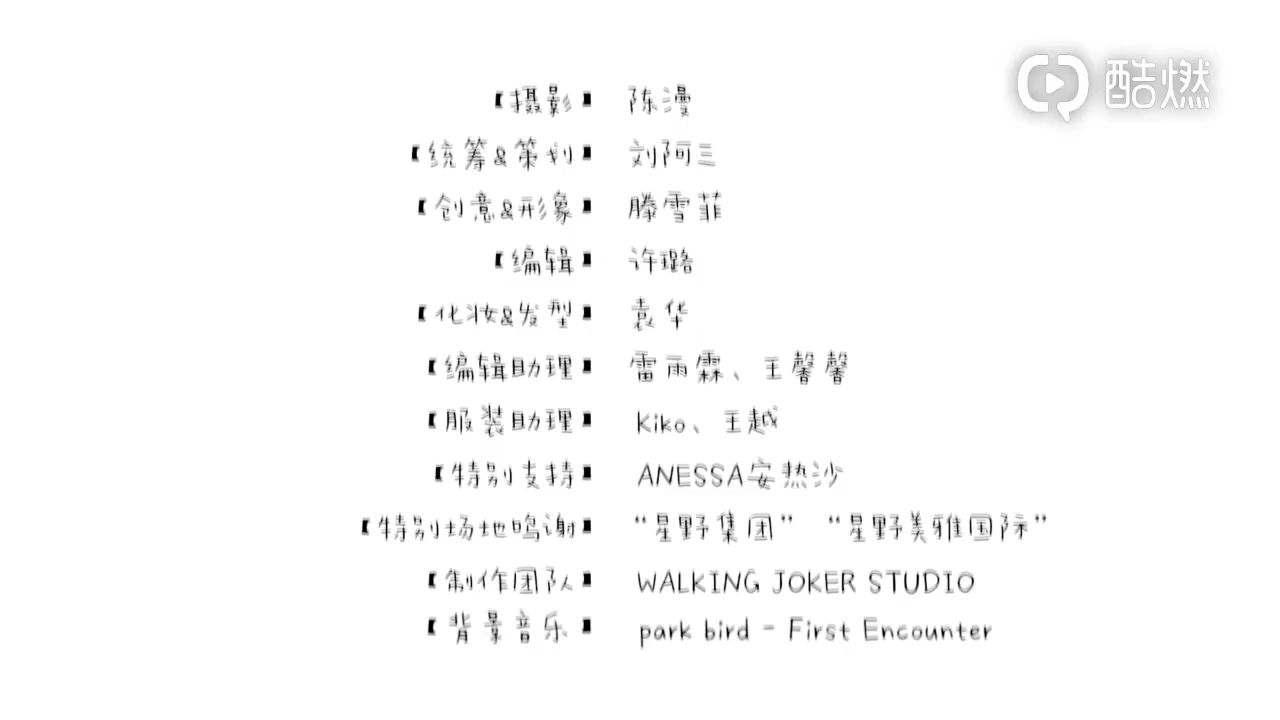 酷燃
【摄影】 陈漫
【统筹&策划】 刘阿三
【创意&形象】 滕雪菲
【编辑】 许璐
【化妆&发型】 袁华
【编辑助理】 雷雨霖、王馨馨
【服装助理】 Kiko、王越
【特别支持】 ANESSA安热沙
【特别场地鸣谢】 “星野集团” “星野美雅国际”
【制作团队】 WALKING JOKER STUDIO
【背景音乐】 park bird - First Encounter